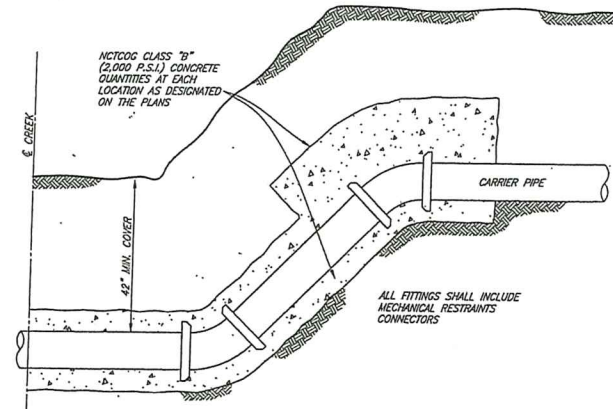 NCTCOG CLASS "B"
(2,000 P.S.I.) CONCRETE
QUANTITIES AT EACH
LOCATION AS DESIGNATED
ON THE PLANS
℄ CREEK
CARRIER PIPE
42" MIN. COVER
ALL FITTINGS SHALL INCLUDE
MECHANICAL RESTRAINTS
CONNECTORS